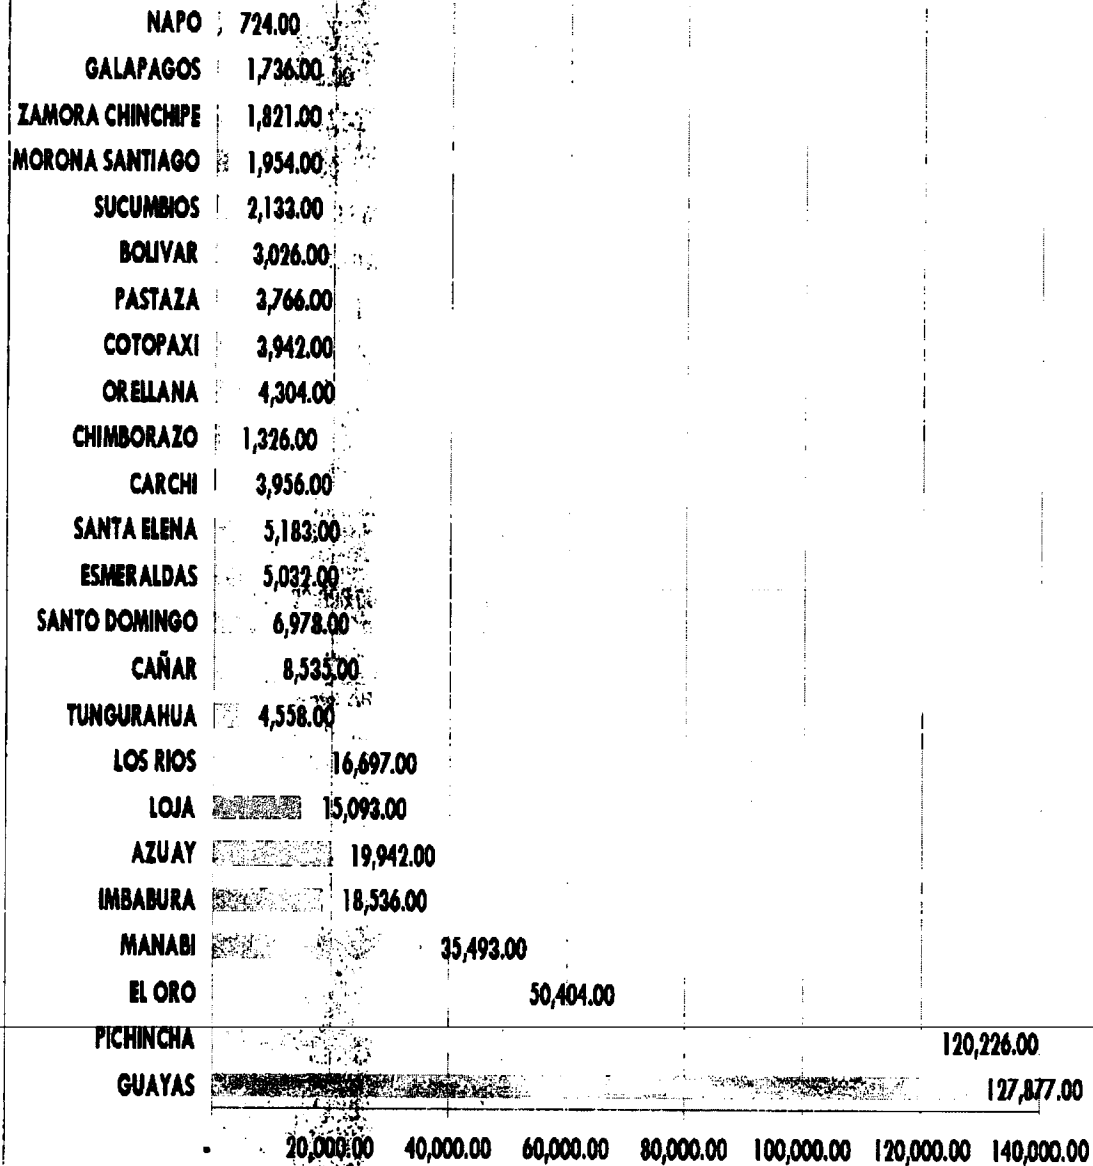 NAPO 724.00
GALAPAGOS 1,736.00
ZAMORA CHINCHIPE 1,821.00
MORONA SANTIAGO 1,954.00
SUCUMBIOS 2,133.00
BOLIVAR 3,026.00
PASTAZA 3,766.00
COTOPAXI 3,942.00
ORELLANA 4,304.00
CHIMBORAZO 1,326.00
CARCHI 3,956.00
SANTA ELENA 5,183.00
ESMERALDAS 5,032.00
SANTO DOMINGO 6,978.00
CAÑAR 8,535.00
TUNGURAHUA 4,558.00
LOS RIOS 16,697.00
LOJA 15,093.00
AZUAY 19,942.00
IMBABURA 18,536.00
MANABI 35,493.00
EL ORO 50,404.00
PICHINCHA 120,226.00
GUAYAS 127,877.00
- 20,000.00 40,000.00 60,000.00 80,000.00 100,000.00 120,000.00 140,000.00